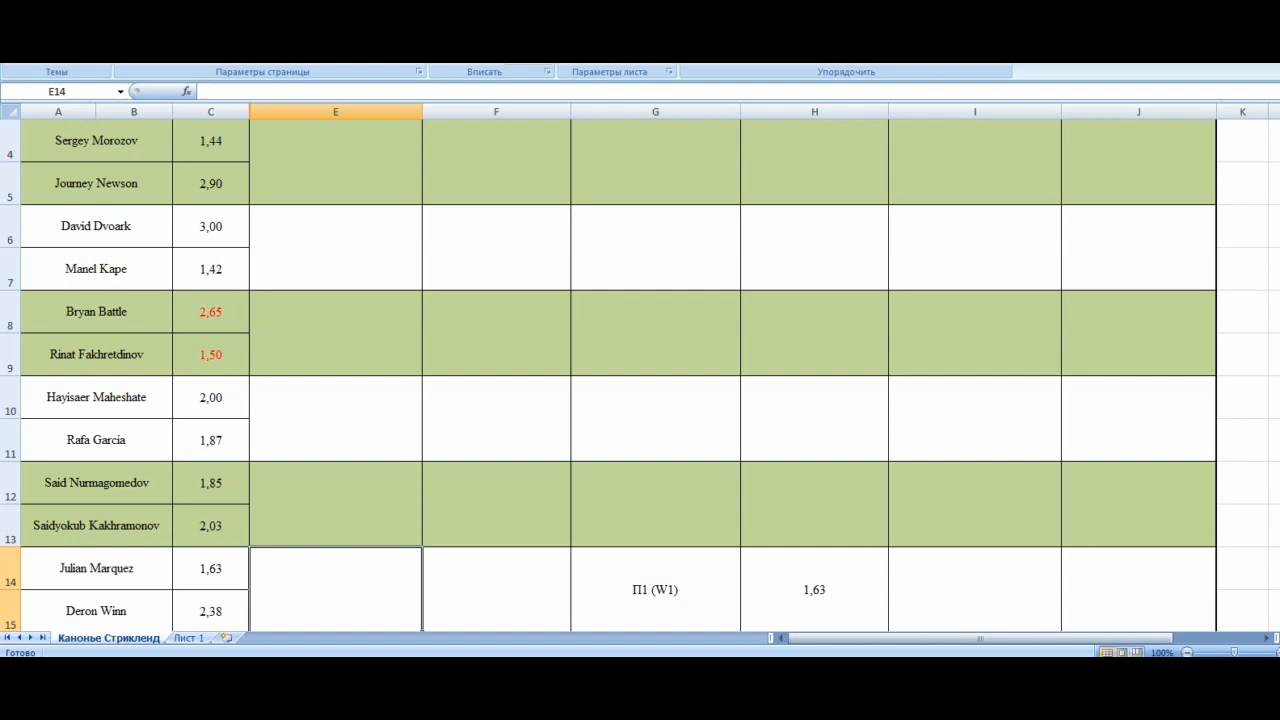 Темы Параметры страницы Вписать Параметры листа Упорядочить
E14 fx
A B C E F G H I J K
4 Sergey Morozov 1,44
5 Journey Newson 2,90
6 David Dvoark 3,00
7 Manel Kape 1,42
8 Bryan Battle 2,65
9 Rinat Fakhretdinov 1,50
10 Hayisaer Maheshate 2,00
11 Rafa Garcia 1,87
12 Said Nurmagomedov 1,85
13 Saidyokub Kakhramonov 2,03
14 Julian Marquez 1,63
П1 (W1) 1,63
15 Deron Winn 2,38
Канонье Стрикленд Лист 1
Готово 100%